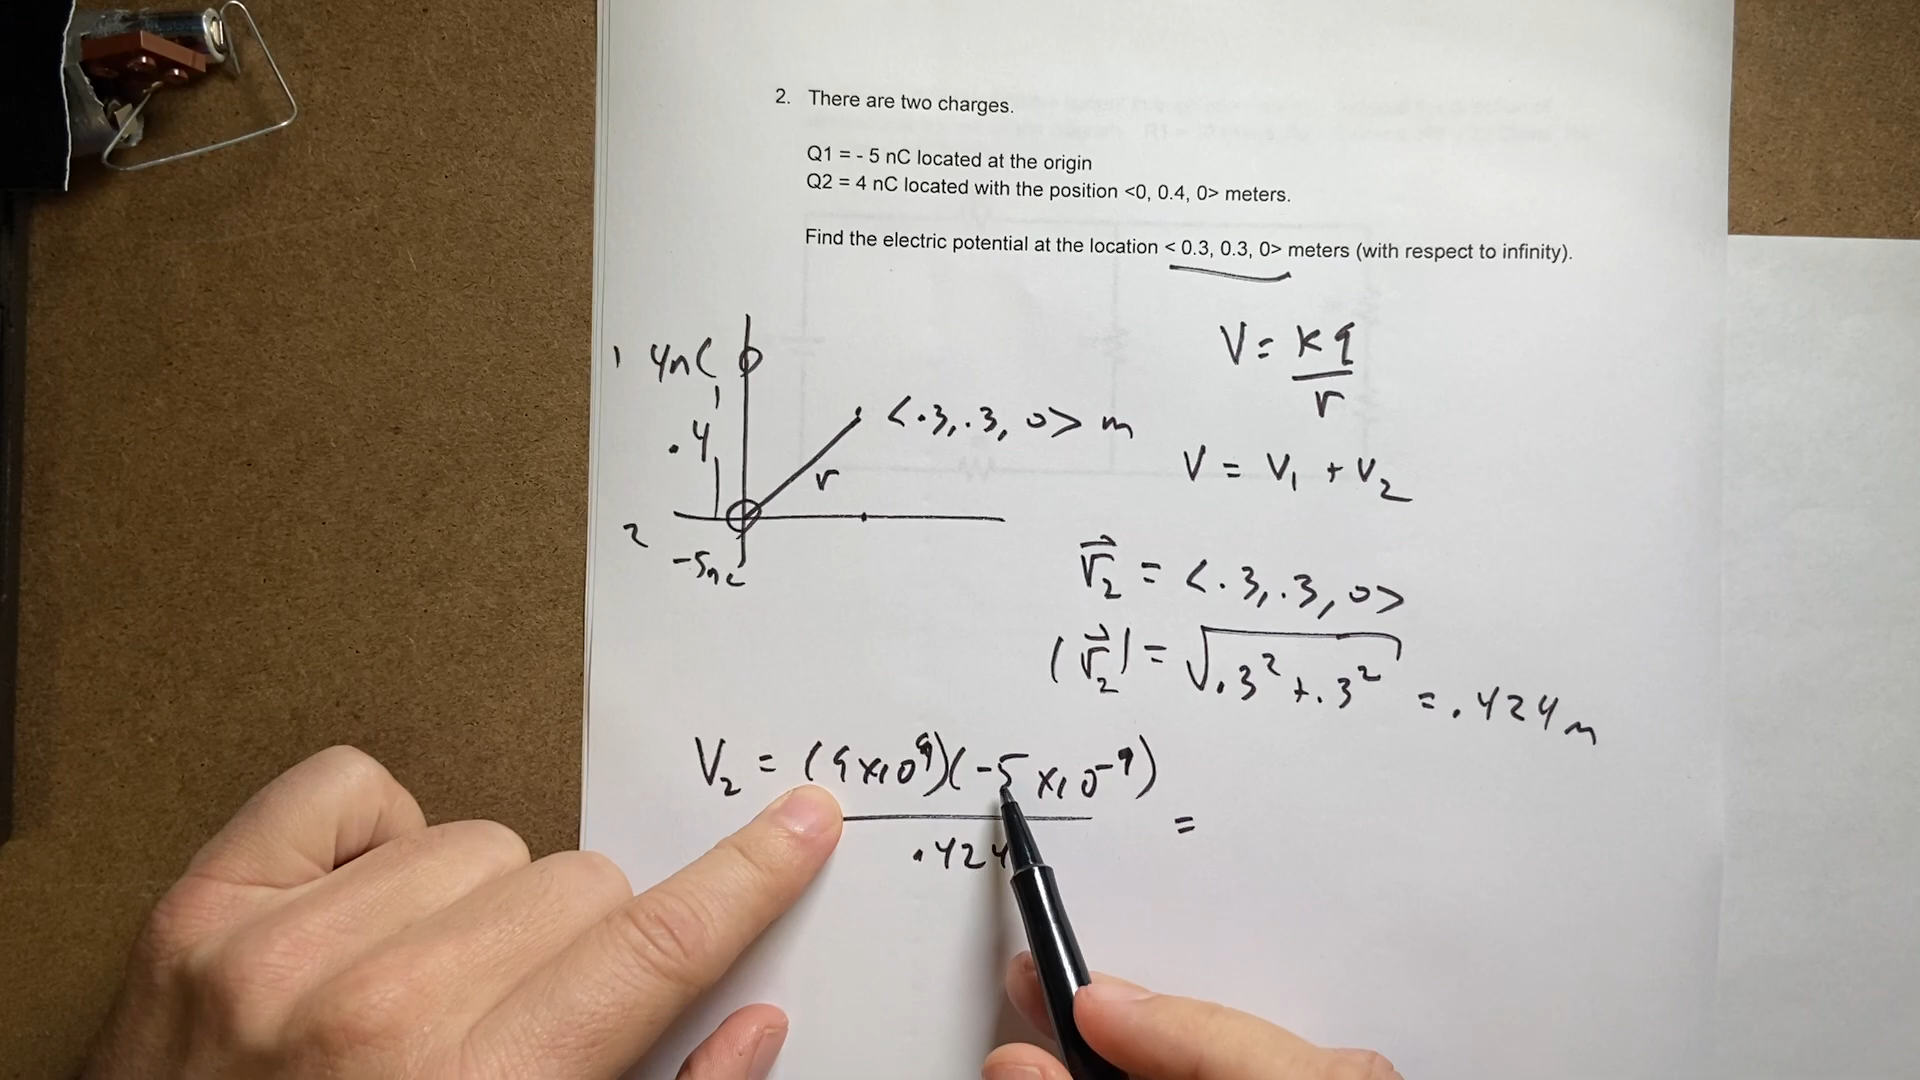 2. There are two charges.
Q1 = - 5 nC located at the origin
Q2 = 4 nC located with the position <0, 0.4, 0> meters.
Find the electric potential at the location < 0.3, 0.3, 0> meters (with respect to infinity).
V = kq
r
1 4nC
<.3, .3, 0> m
.4
r
V = V₁ + V₂
2
-5nC
r⃗₂ = <.3, .3, 0>
|r⃗₂| = √.3² + .3² = .424 m
V₂ = (9x10⁹)(-5x10⁻⁹) =
.424